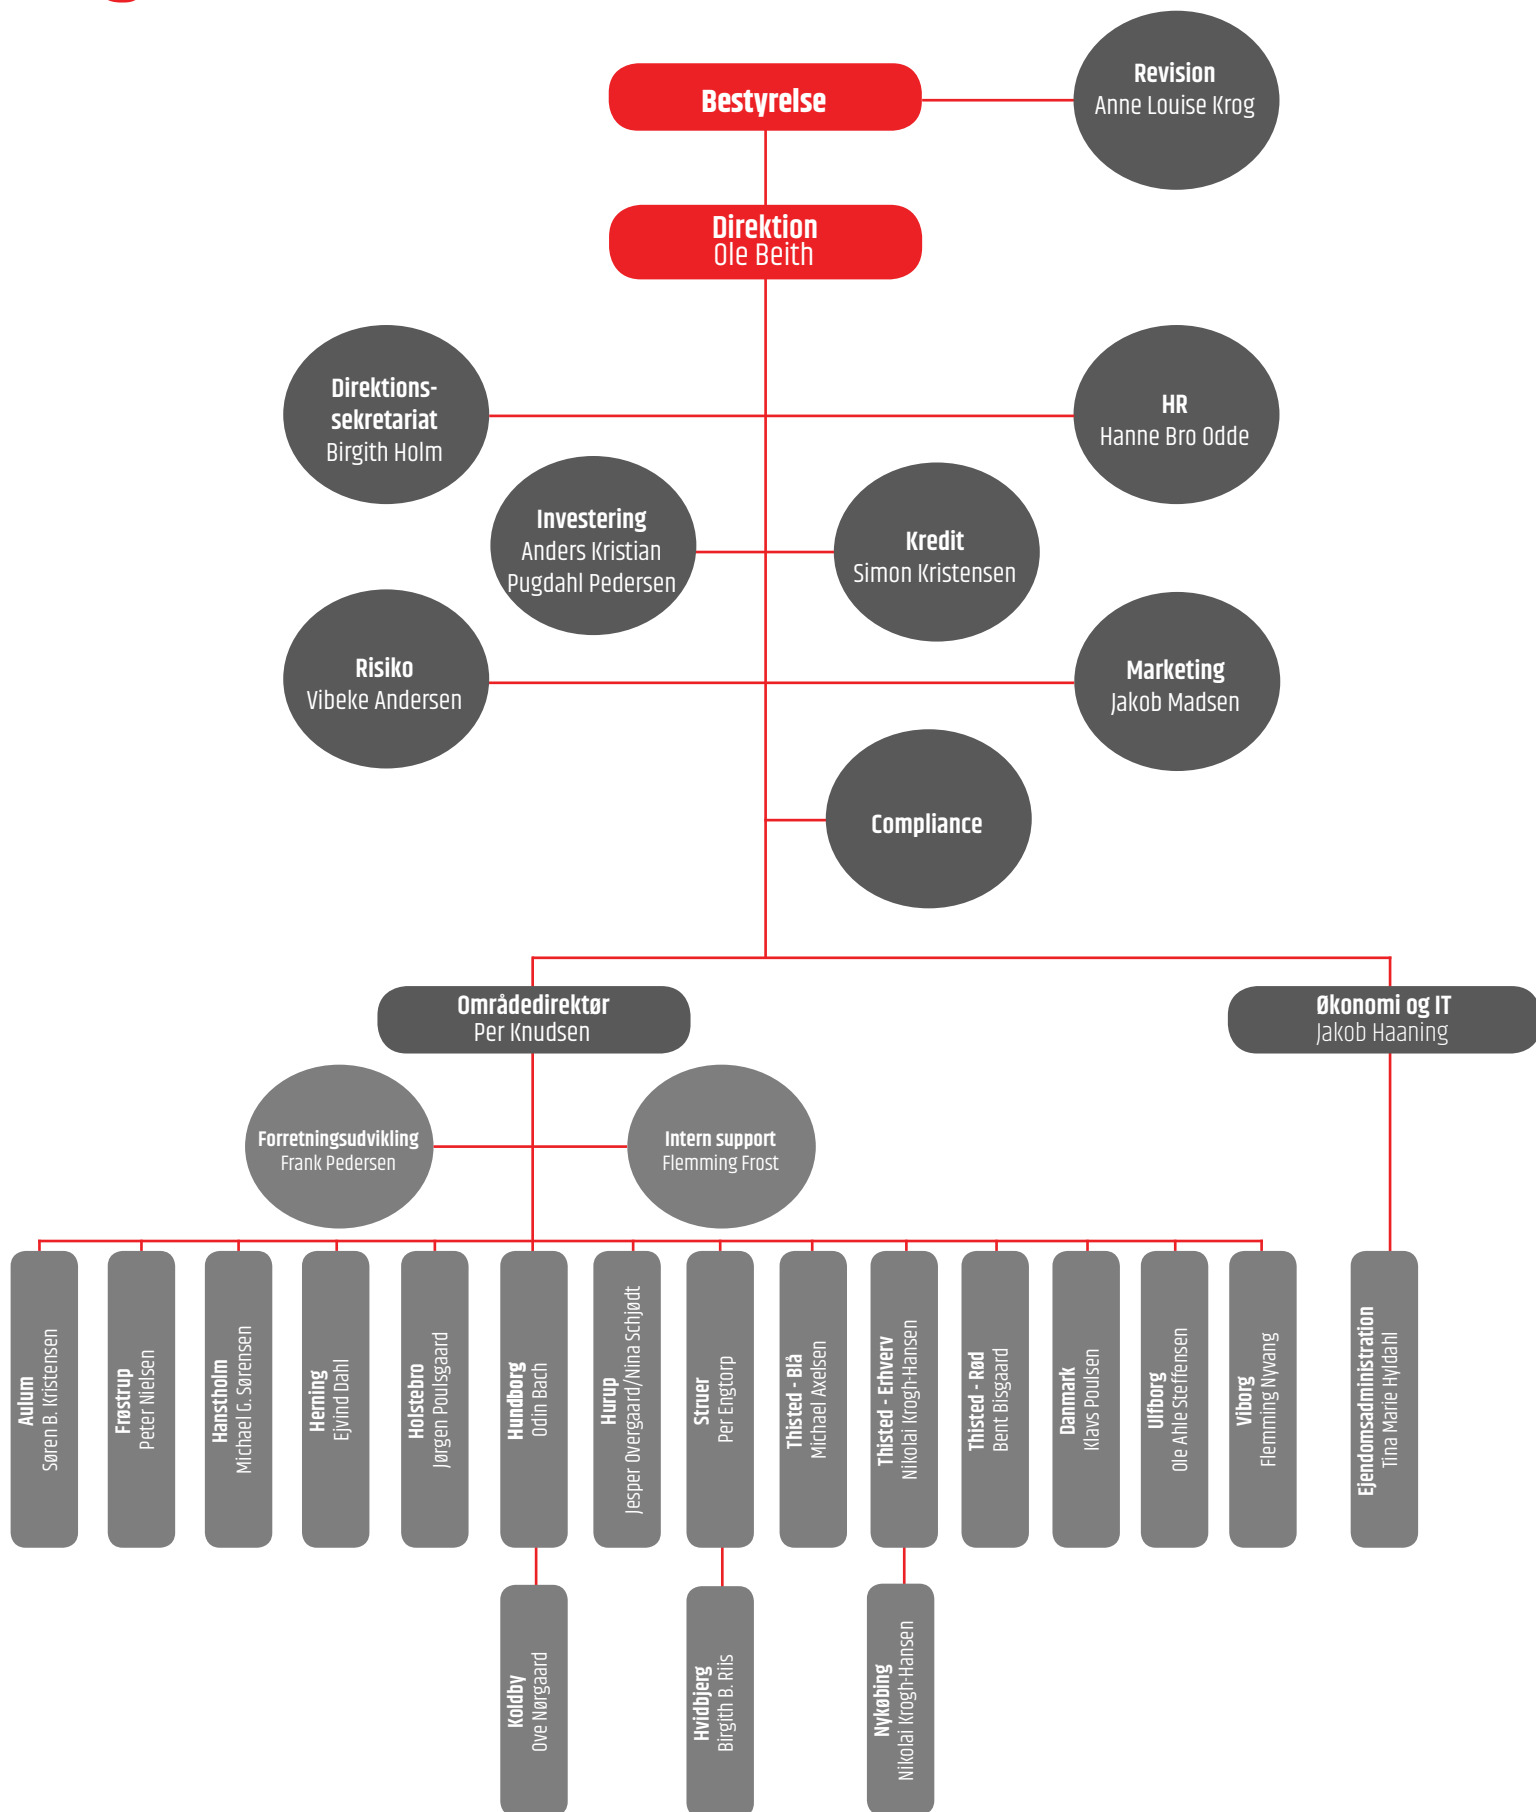 Revision
Anne Louise Krog
Bestyrelse
Direktion
Ole Beith
Direktions-
sekretariat
Birgith Holm
HR
Hanne Bro Odde
Investering
Anders Kristian
Pugdahl Pedersen
Kredit
Simon Kristensen
Risiko
Vibeke Andersen
Marketing
Jakob Madsen
Compliance
Områdedirektør
Per Knudsen
Økonomi og IT
Jakob Haaning
Forretningsudvikling
Frank Pedersen
Intern support
Flemming Frost
Aulum
Søren B. Kristensen
Frøstrup
Peter Nielsen
Hanstholm
Michael G. Sørensen
Herning
Ejvind Dahl
Holstebro
Jørgen Poulsgaard
Hundborg
Odin Bach
Hurup
Jesper Overgaard/Nina Schjødt
Struer
Per Engtorp
Thisted - Blå
Michael Axelsen
Thisted - Erhverv
Nikolai Krogh-Hansen
Thisted - Rød
Bent Bisgaard
Danmark
Klavs Poulsen
Ulfborg
Ole Ahle Steffensen
Viborg
Flemming Nyvang
Ejendomsadministration
Tina Marie Hyldahl
Koldby
Ove Nørgaard
Hvidbjerg
Birgith B. Riis
Nykøbing
Nikolai Krogh-Hansen